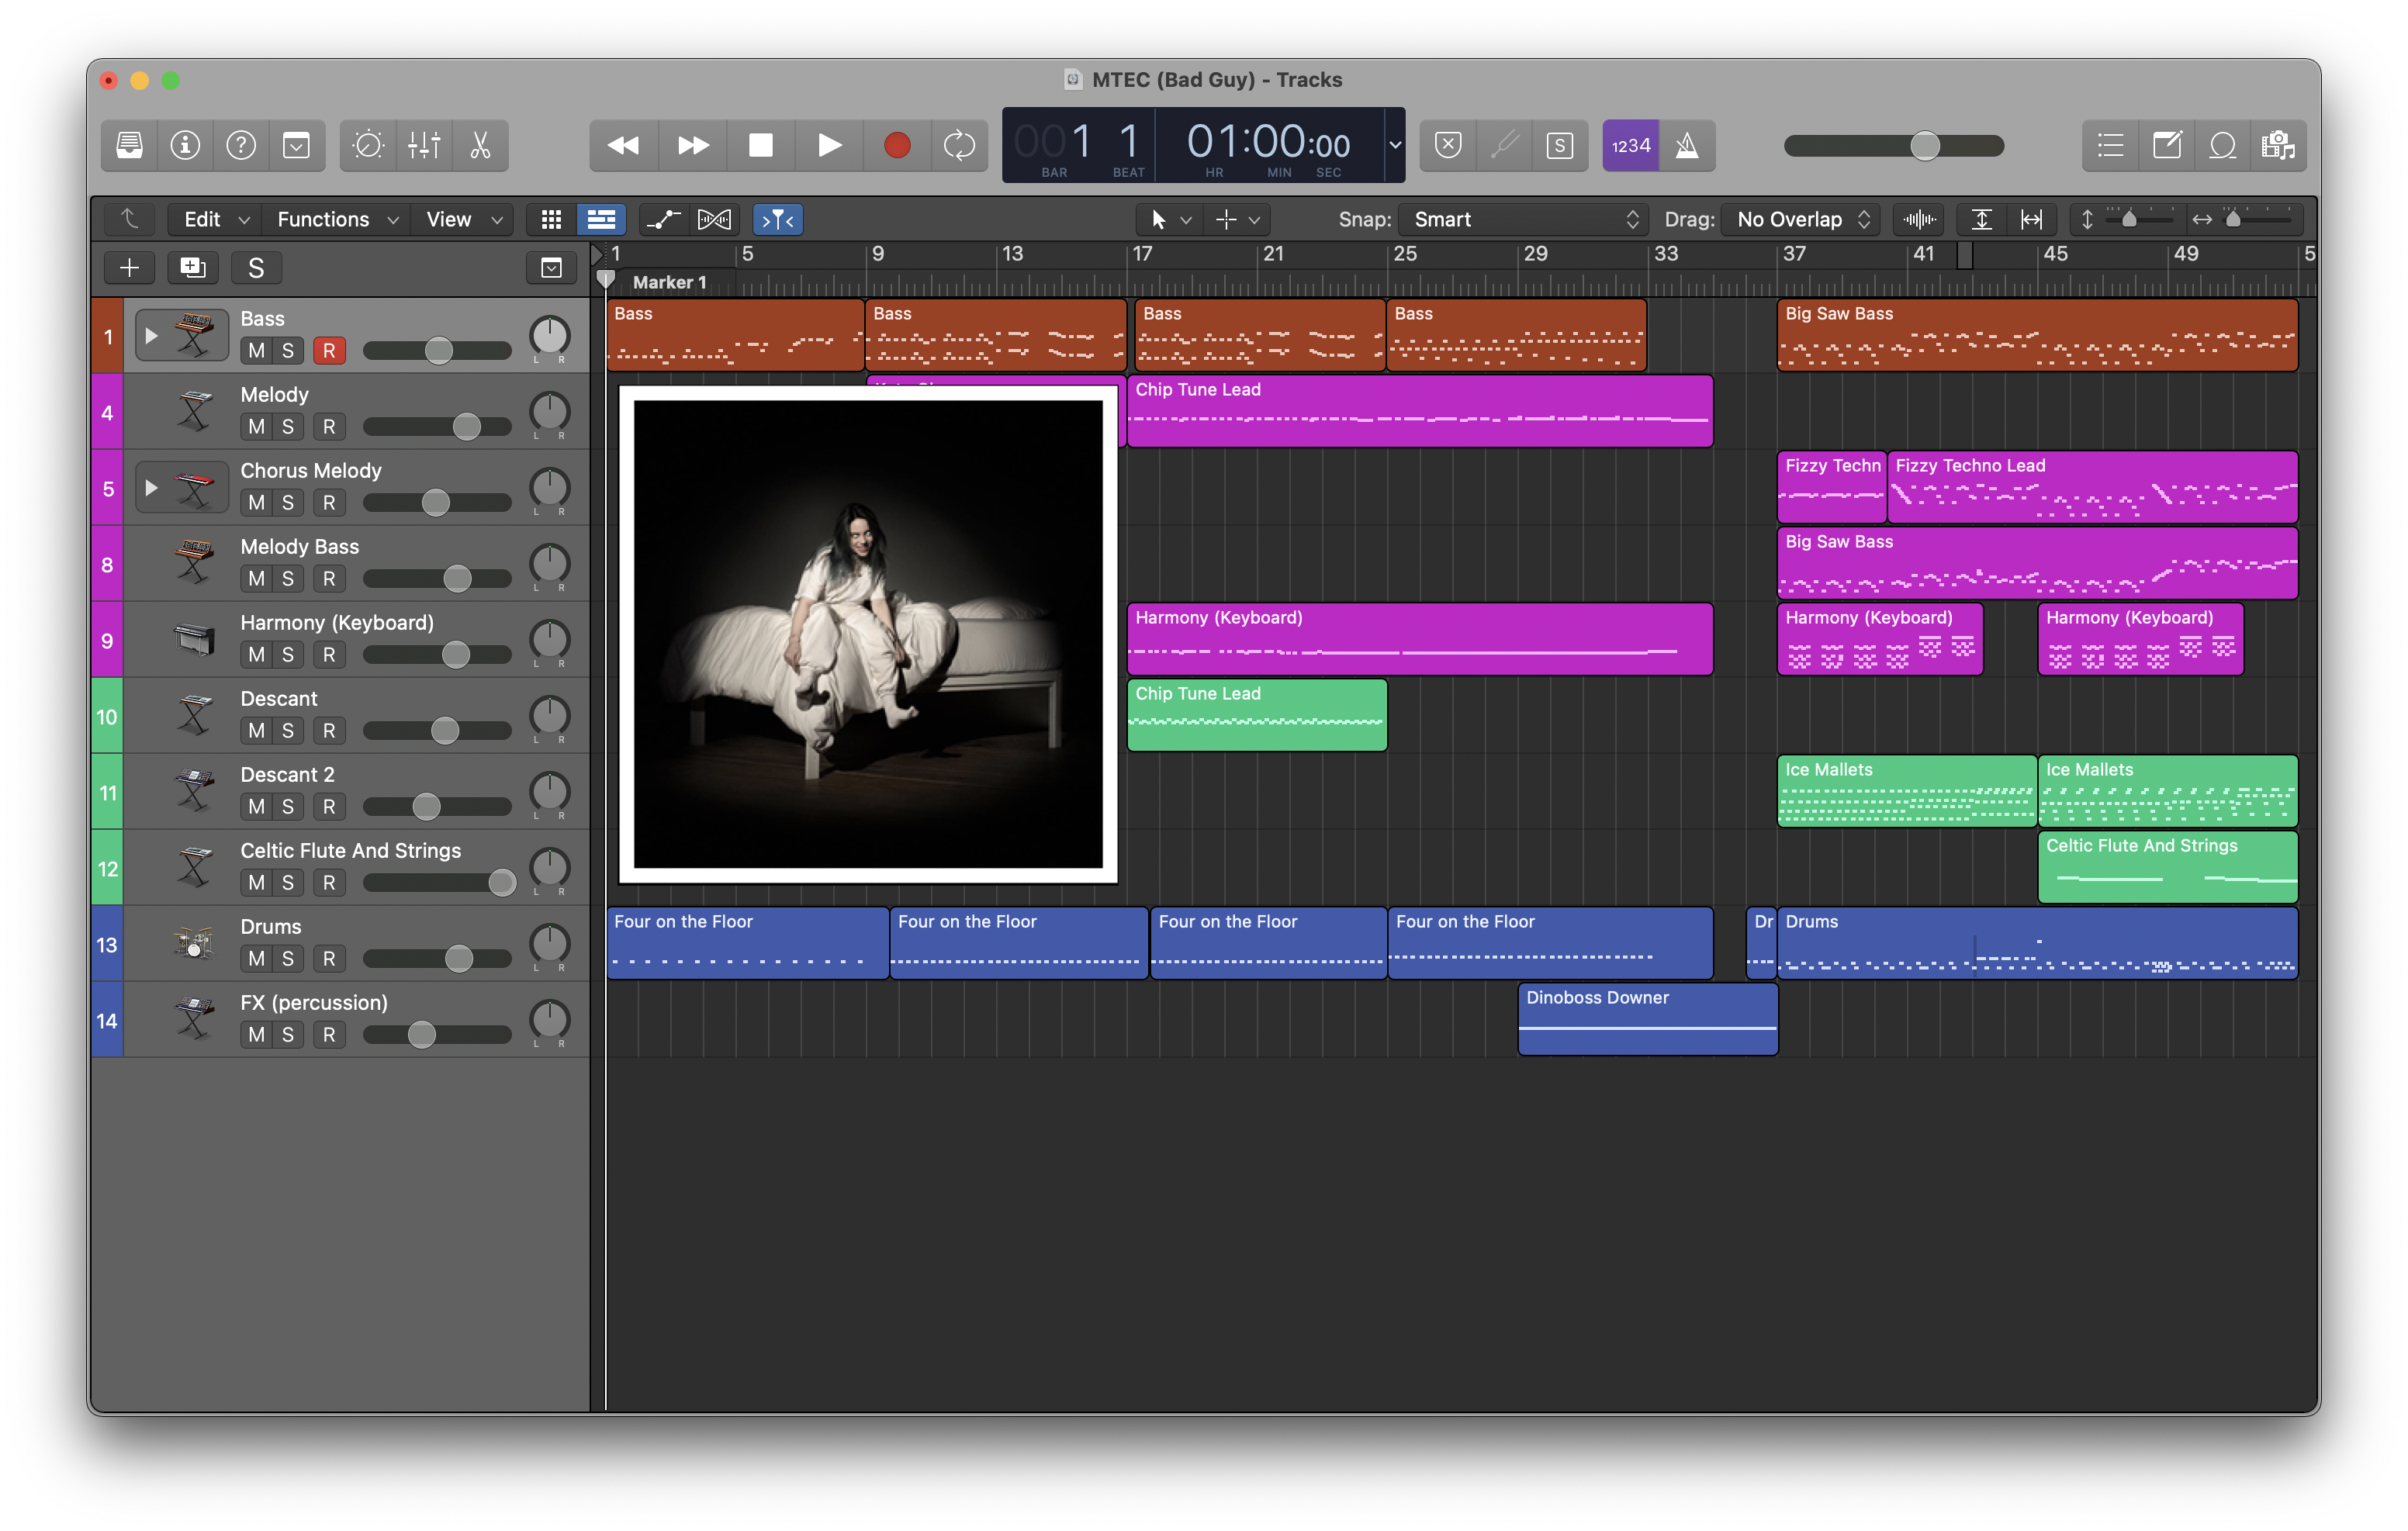 MTEC (Bad Guy) - Tracks
001 1 01:00:00
BAR BEAT HR MIN SEC
S 1234
Edit Functions View Snap: Smart Drag: No Overlap
S
1 5 9 13 17 21 25 29 33 37 41 45 49 5
Marker 1
1 Bass
M S R L R
Bass Bass Bass Bass Big Saw Bass
4 Melody
M S R L R
Chip Tune Lead
5 Chorus Melody
M S R L R
Fizzy Techn Fizzy Techno Lead
8 Melody Bass
M S R L R
Big Saw Bass
9 Harmony (Keyboard)
M S R L R
Harmony (Keyboard) Harmony (Keyboard) Harmony (Keyboard)
10 Descant
M S R L R
Chip Tune Lead
11 Descant 2
M S R L R
Ice Mallets Ice Mallets
12 Celtic Flute And Strings
M S R L R
Celtic Flute And Strings
13 Drums
M S R L R
Four on the Floor Four on the Floor Four on the Floor Four on the Floor Dr Drums
14 FX (percussion)
M S R L R
Dinoboss Downer